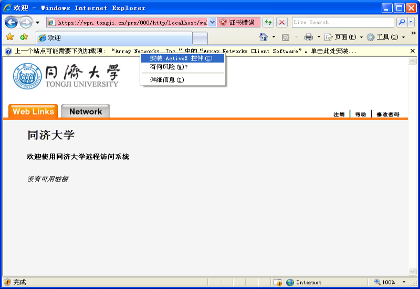 欢迎 - Windows Internet Explorer
https://vpn.tongji.cn/prx/000/http/localhost/wel
证书错误
Live Search
欢迎
页面(P)
工具(O)
上一个站点可能需要下列加载项: "Array Networks, Inc."中的"Array Networks Client Software"。单击此处安装...
安装 ActiveX 控件(C)...
有何风险(W)?
详细信息(I)
同濟大學
TONGJI UNIVERSITY
Web Links
Network
注销
帮助
修改密码
同济大学
欢迎使用同济大学远程访问系统
没有可用链接
完成
Internet
100%